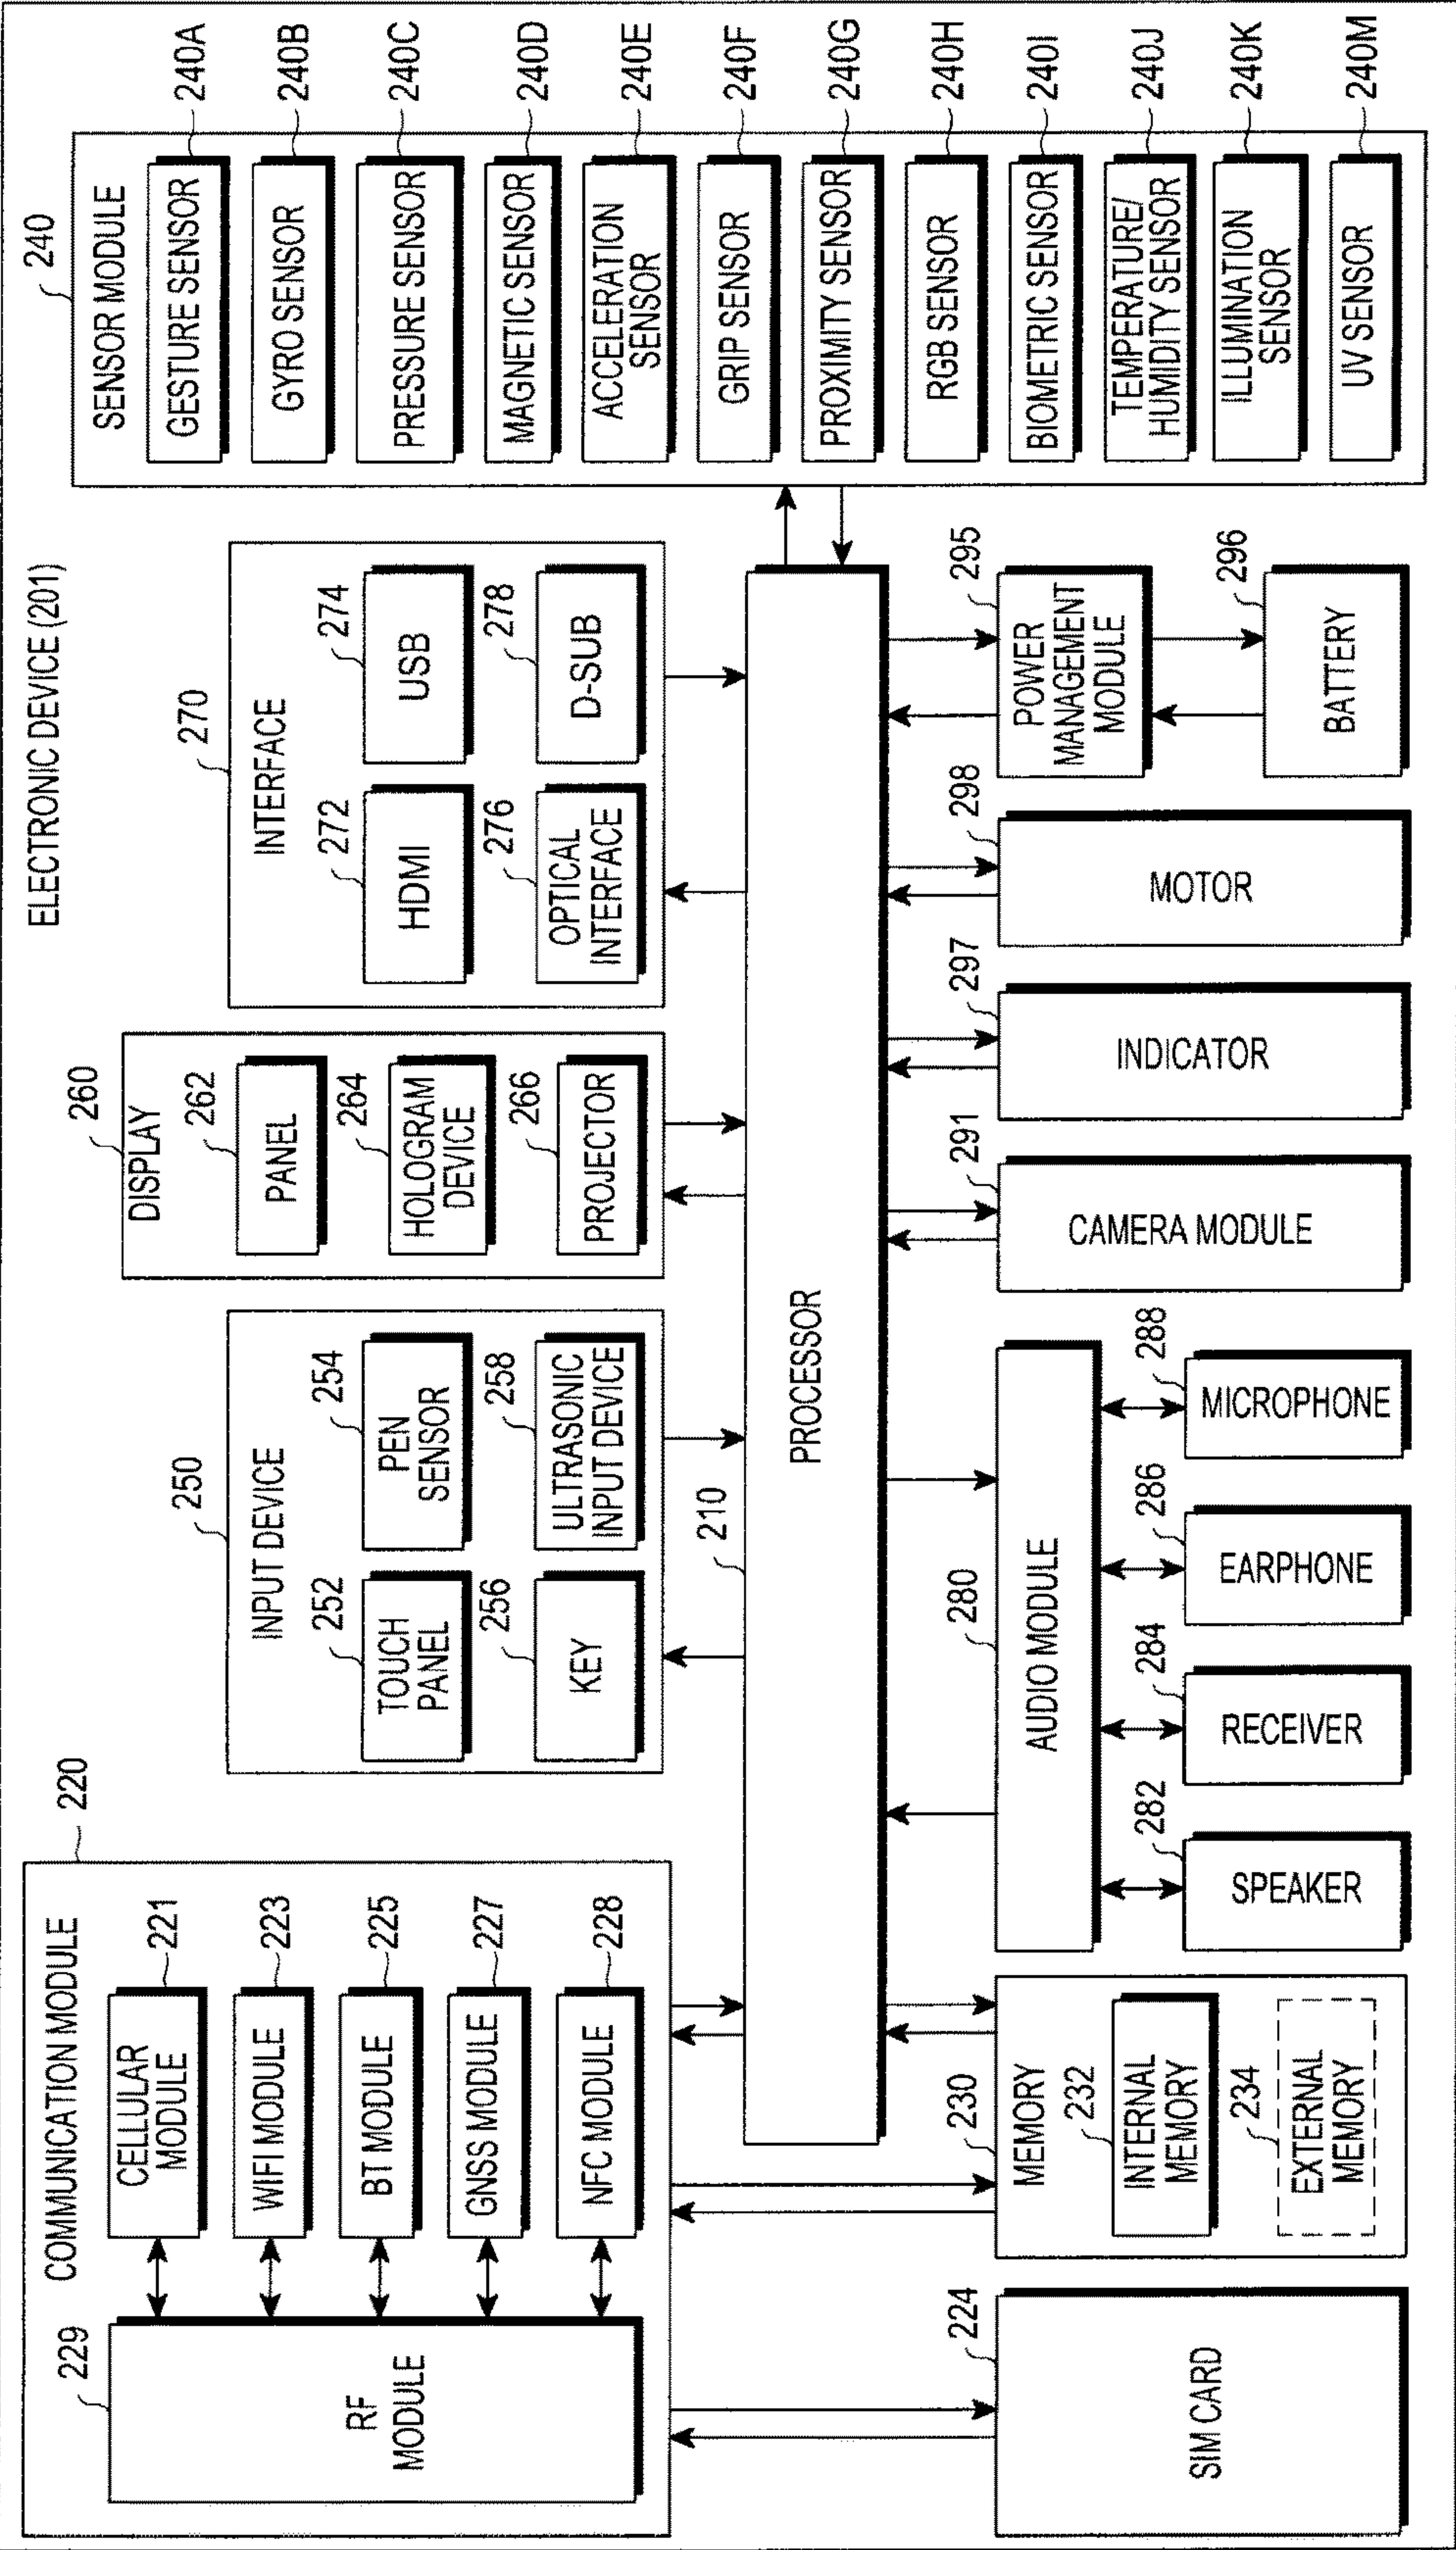 ELECTRONIC DEVICE (201)
220
COMMUNICATION MODULE
229
RF
MODULE
CELLULAR
MODULE
221
WIFI MODULE
223
BT MODULE
225
GNSS MODULE
227
NFC MODULE
228
250
INPUT DEVICE
252
TOUCH
PANEL
254
PEN
SENSOR
256
KEY
258
ULTRASONIC
INPUT DEVICE
260
DISPLAY
262
PANEL
264
HOLOGRAM
DEVICE
266
PROJECTOR
270
INTERFACE
272
HDMI
274
USB
276
OPTICAL
INTERFACE
278
D-SUB
240
SENSOR MODULE
GESTURE SENSOR
240A
GYRO SENSOR
240B
PRESSURE SENSOR
240C
MAGNETIC SENSOR
240D
ACCELERATION
SENSOR
240E
GRIP SENSOR
240F
PROXIMITY SENSOR
240G
RGB SENSOR
240H
BIOMETRIC SENSOR
240I
TEMPERATURE/
HUMIDITY SENSOR
240J
ILLUMINATION
SENSOR
240K
UV SENSOR
240M
210
PROCESSOR
224
SIM CARD
230
MEMORY
232
INTERNAL
MEMORY
234
EXTERNAL
MEMORY
280
AUDIO MODULE
282
SPEAKER
284
RECEIVER
286
EARPHONE
288
MICROPHONE
291
CAMERA MODULE
297
INDICATOR
298
MOTOR
295
POWER
MANAGEMENT
MODULE
296
BATTERY